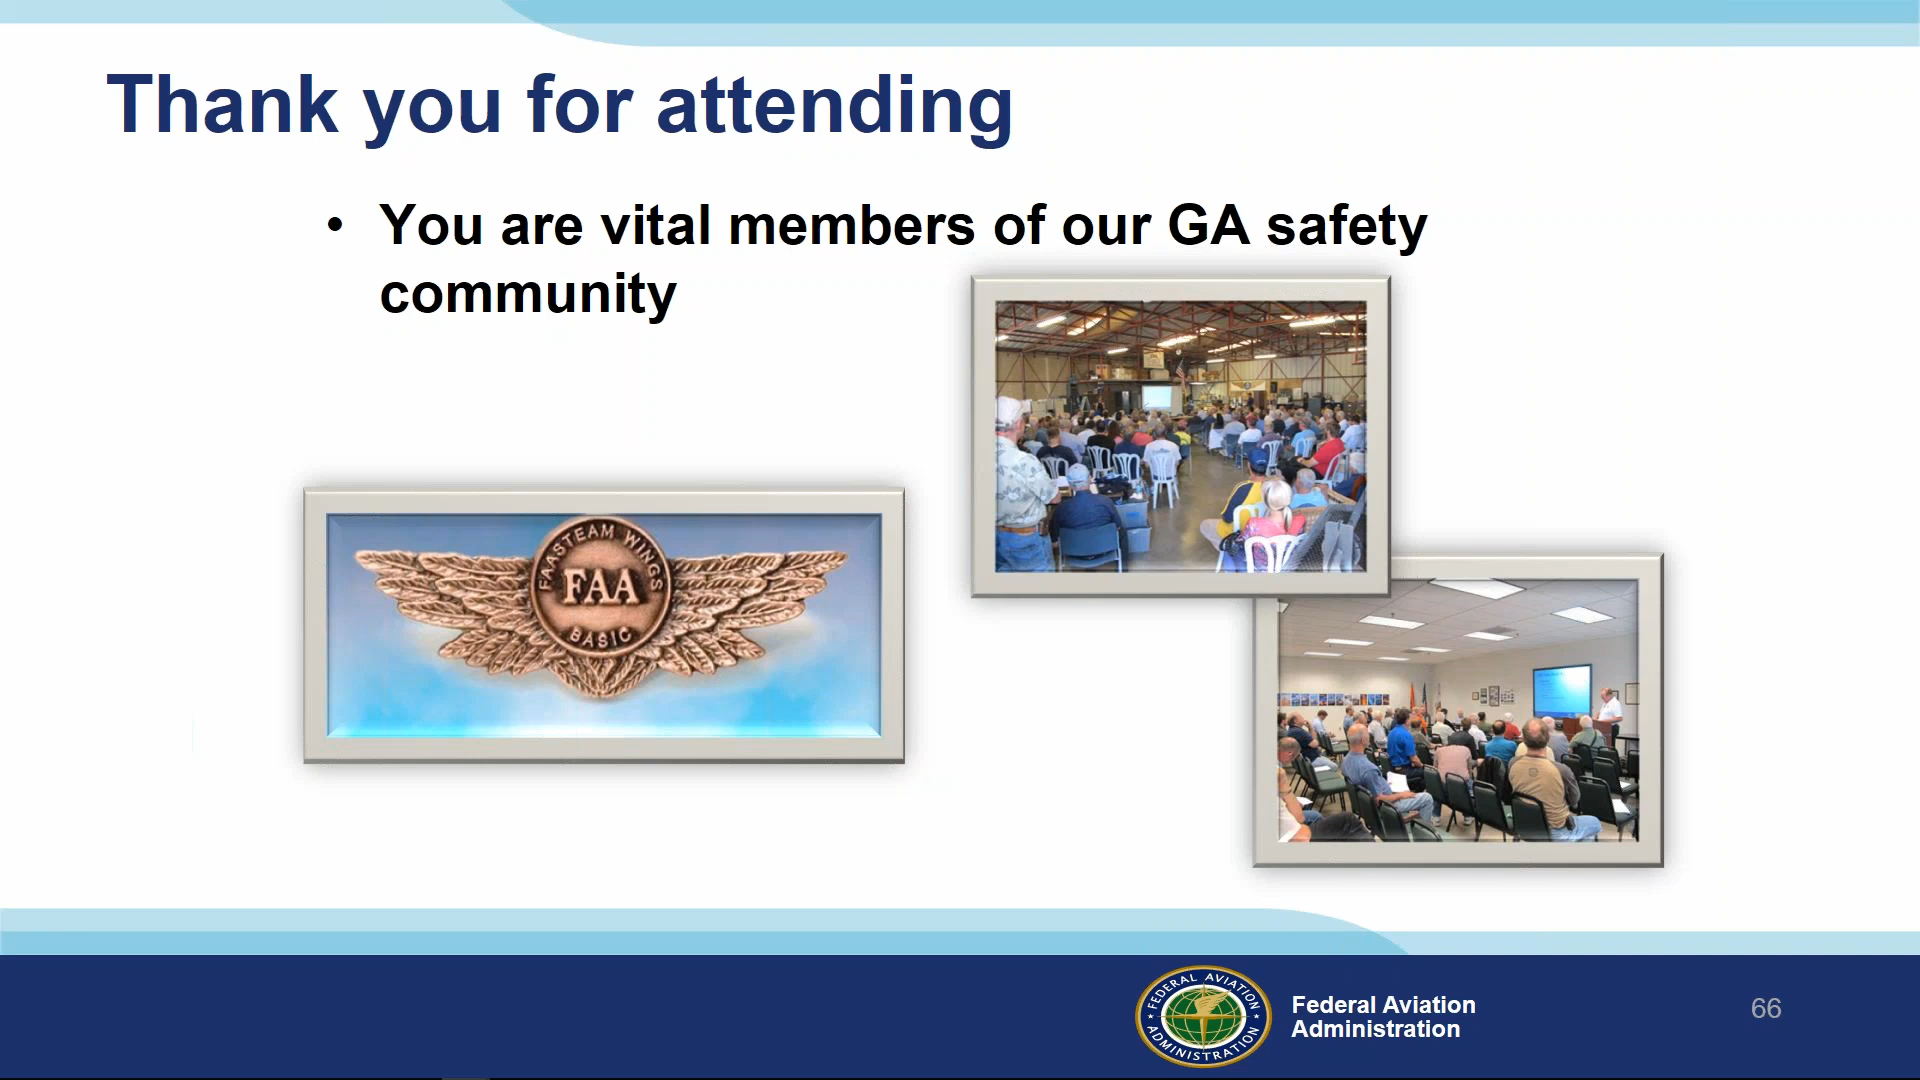 Thank you for attending
• You are vital members of our GA safety
community
FAASTEAM WINGS
FAA
BASIC
FEDERAL AVIATION
ADMINISTRATION
Federal Aviation
Administration
66